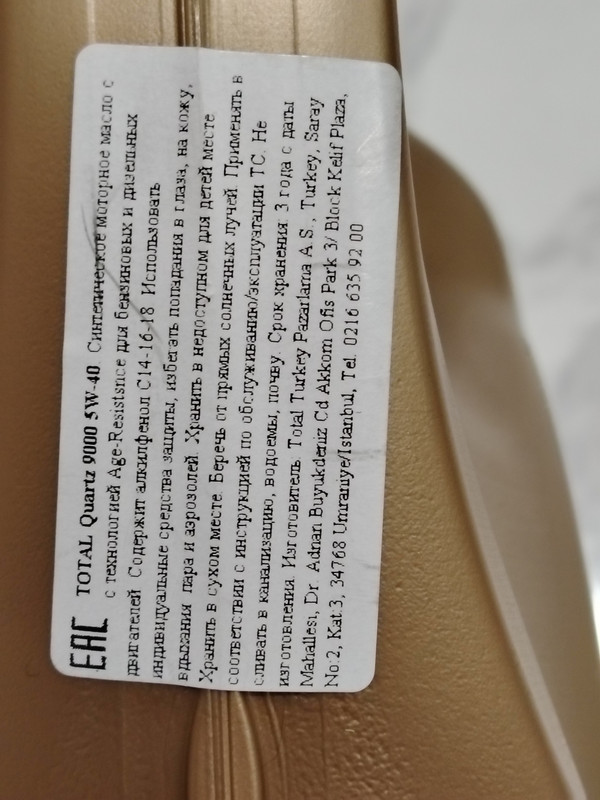 EAC TOTAL Quartz 9000 5W-40 Синтетическое моторное масло с
с технологией Age-Resistsnce для бензиновых и дизельных
двигателей Содержит алкилфенол С14-16-18 Использовать
индивидуальные средства защиты, избегать попадания в глаза, на кожу,
вдыхания пара и аэрозолей. Хранить в недоступном для детей месте
Хранить в сухом месте. Беречь от прямых солнечных лучей. Применять в
соответствии с инструкцией по обслуживанию/эксплуатации ТС. Не
сливать в канализацию, водоемы, почву. Срок хранения: 3 года с даты
изготовления. Изготовитель: Total Turkey Pazarlama A.S., Turkey, Saray
Mahallesi, Dr. Adnan Buyukdeniz Cd Akkom Ofis Park 3/ Block Kelif Plaza,
No:2, Kat:3, 34768 Umraniye/Istanbul, Tel. 0216 635 92 00